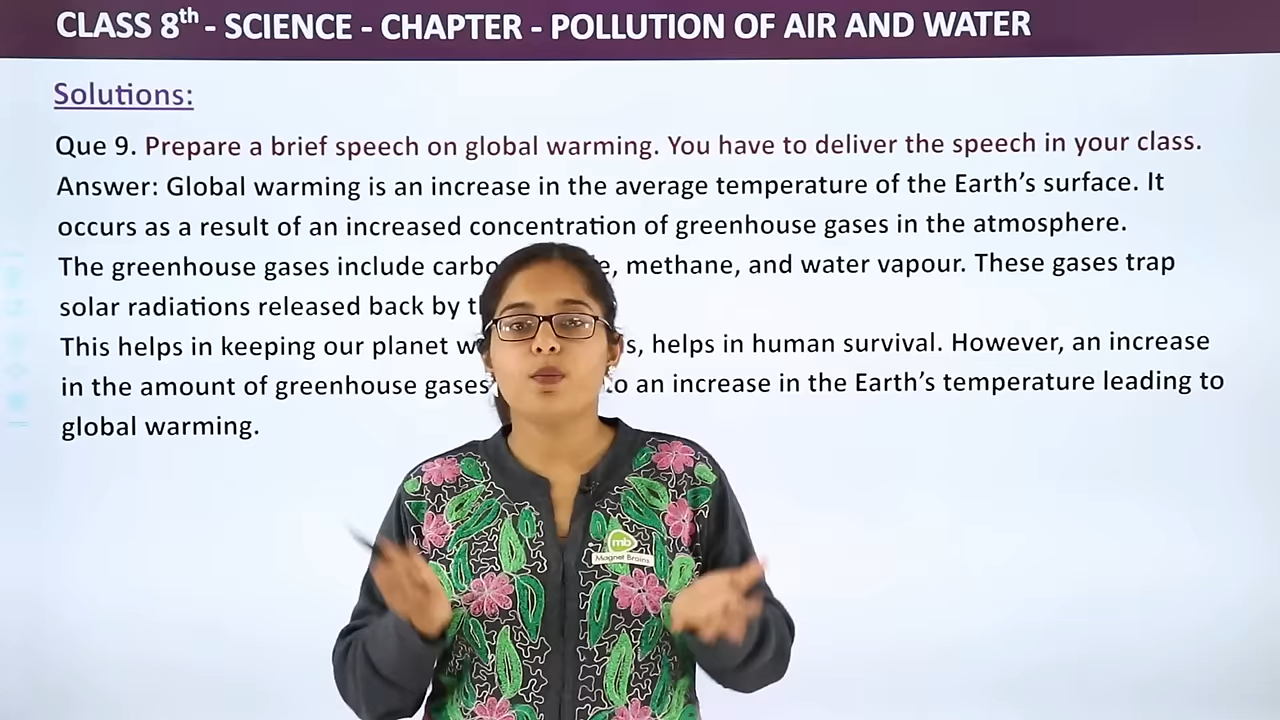 CLASS 8th - SCIENCE - CHAPTER - POLLUTION OF AIR AND WATER
Solutions:
Que 9. Prepare a brief speech on global warming. You have to deliver the speech in your class.
Answer: Global warming is an increase in the average temperature of the Earth's surface. It
occurs as a result of an increased concentration of greenhouse gases in the atmosphere.
The greenhouse gases include methane, and water vapour. These gases trap
solar radiations released back by
This helps in keeping our planet helps in human survival. However, an increase
in the amount of greenhouse gases an increase in the Earth's temperature leading to
global warming.
mb
Magnet Brains